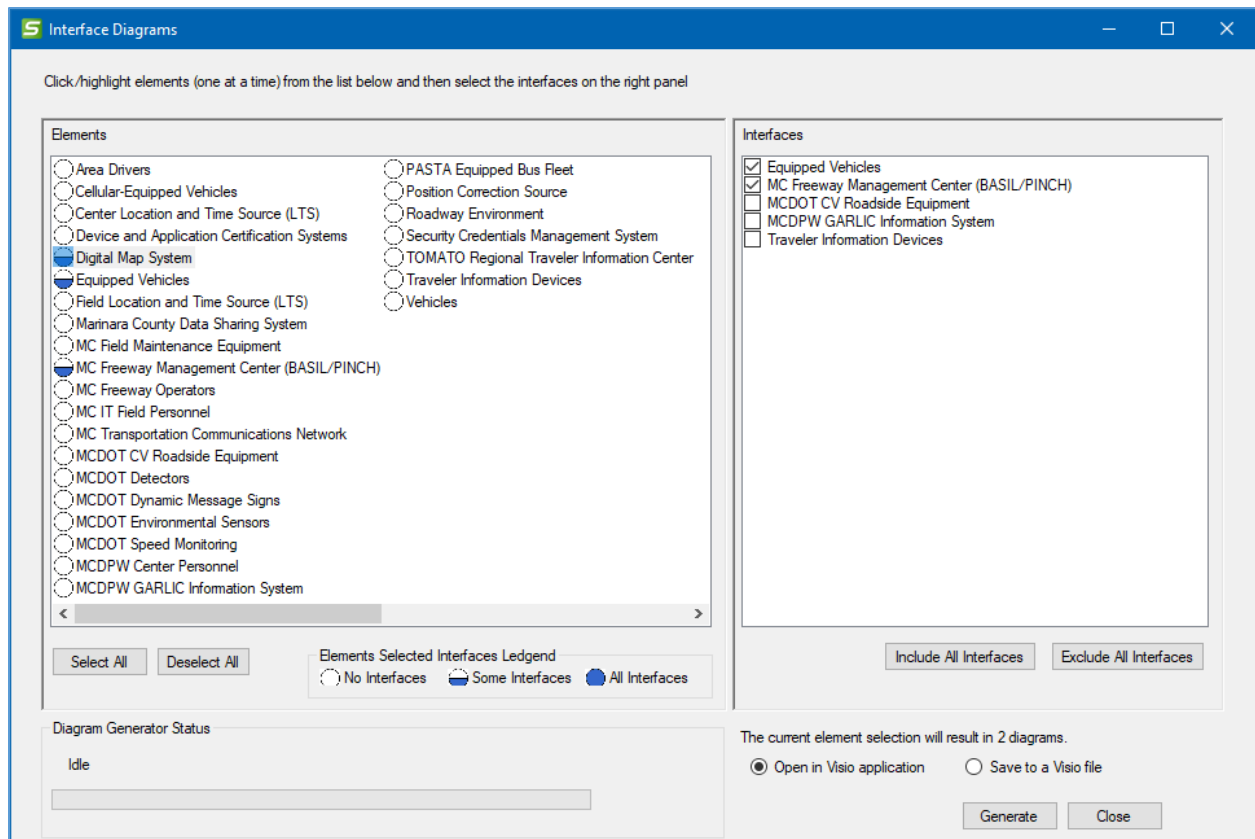 Interface Diagrams
Click/highlight elements (one at a time) from the list below and then select the interfaces on the right panel
Elements
Area Drivers
Cellular-Equipped Vehicles
Center Location and Time Source (LTS)
Device and Application Certification Systems
Digital Map System
Equipped Vehicles
Field Location and Time Source (LTS)
Marinara County Data Sharing System
MC Field Maintenance Equipment
MC Freeway Management Center (BASIL/PINCH)
MC Freeway Operators
MC IT Field Personnel
MC Transportation Communications Network
MCDOT CV Roadside Equipment
MCDOT Detectors
MCDOT Dynamic Message Signs
MCDOT Environmental Sensors
MCDOT Speed Monitoring
MCDPW Center Personnel
MCDPW GARLIC Information System
PASTA Equipped Bus Fleet
Position Correction Source
Roadway Environment
Security Credentials Management System
TOMATO Regional Traveler Information Center
Traveler Information Devices
Vehicles
Select All
Deselect All
Elements Selected Interfaces Ledgend
No Interfaces
Some Interfaces
All Interfaces
Interfaces
Equipped Vehicles
MC Freeway Management Center (BASIL/PINCH)
MCDOT CV Roadside Equipment
MCDPW GARLIC Information System
Traveler Information Devices
Include All Interfaces
Exclude All Interfaces
Diagram Generator Status
Idle
The current element selection will result in 2 diagrams.
Open in Visio application
Save to a Visio file
Generate
Close